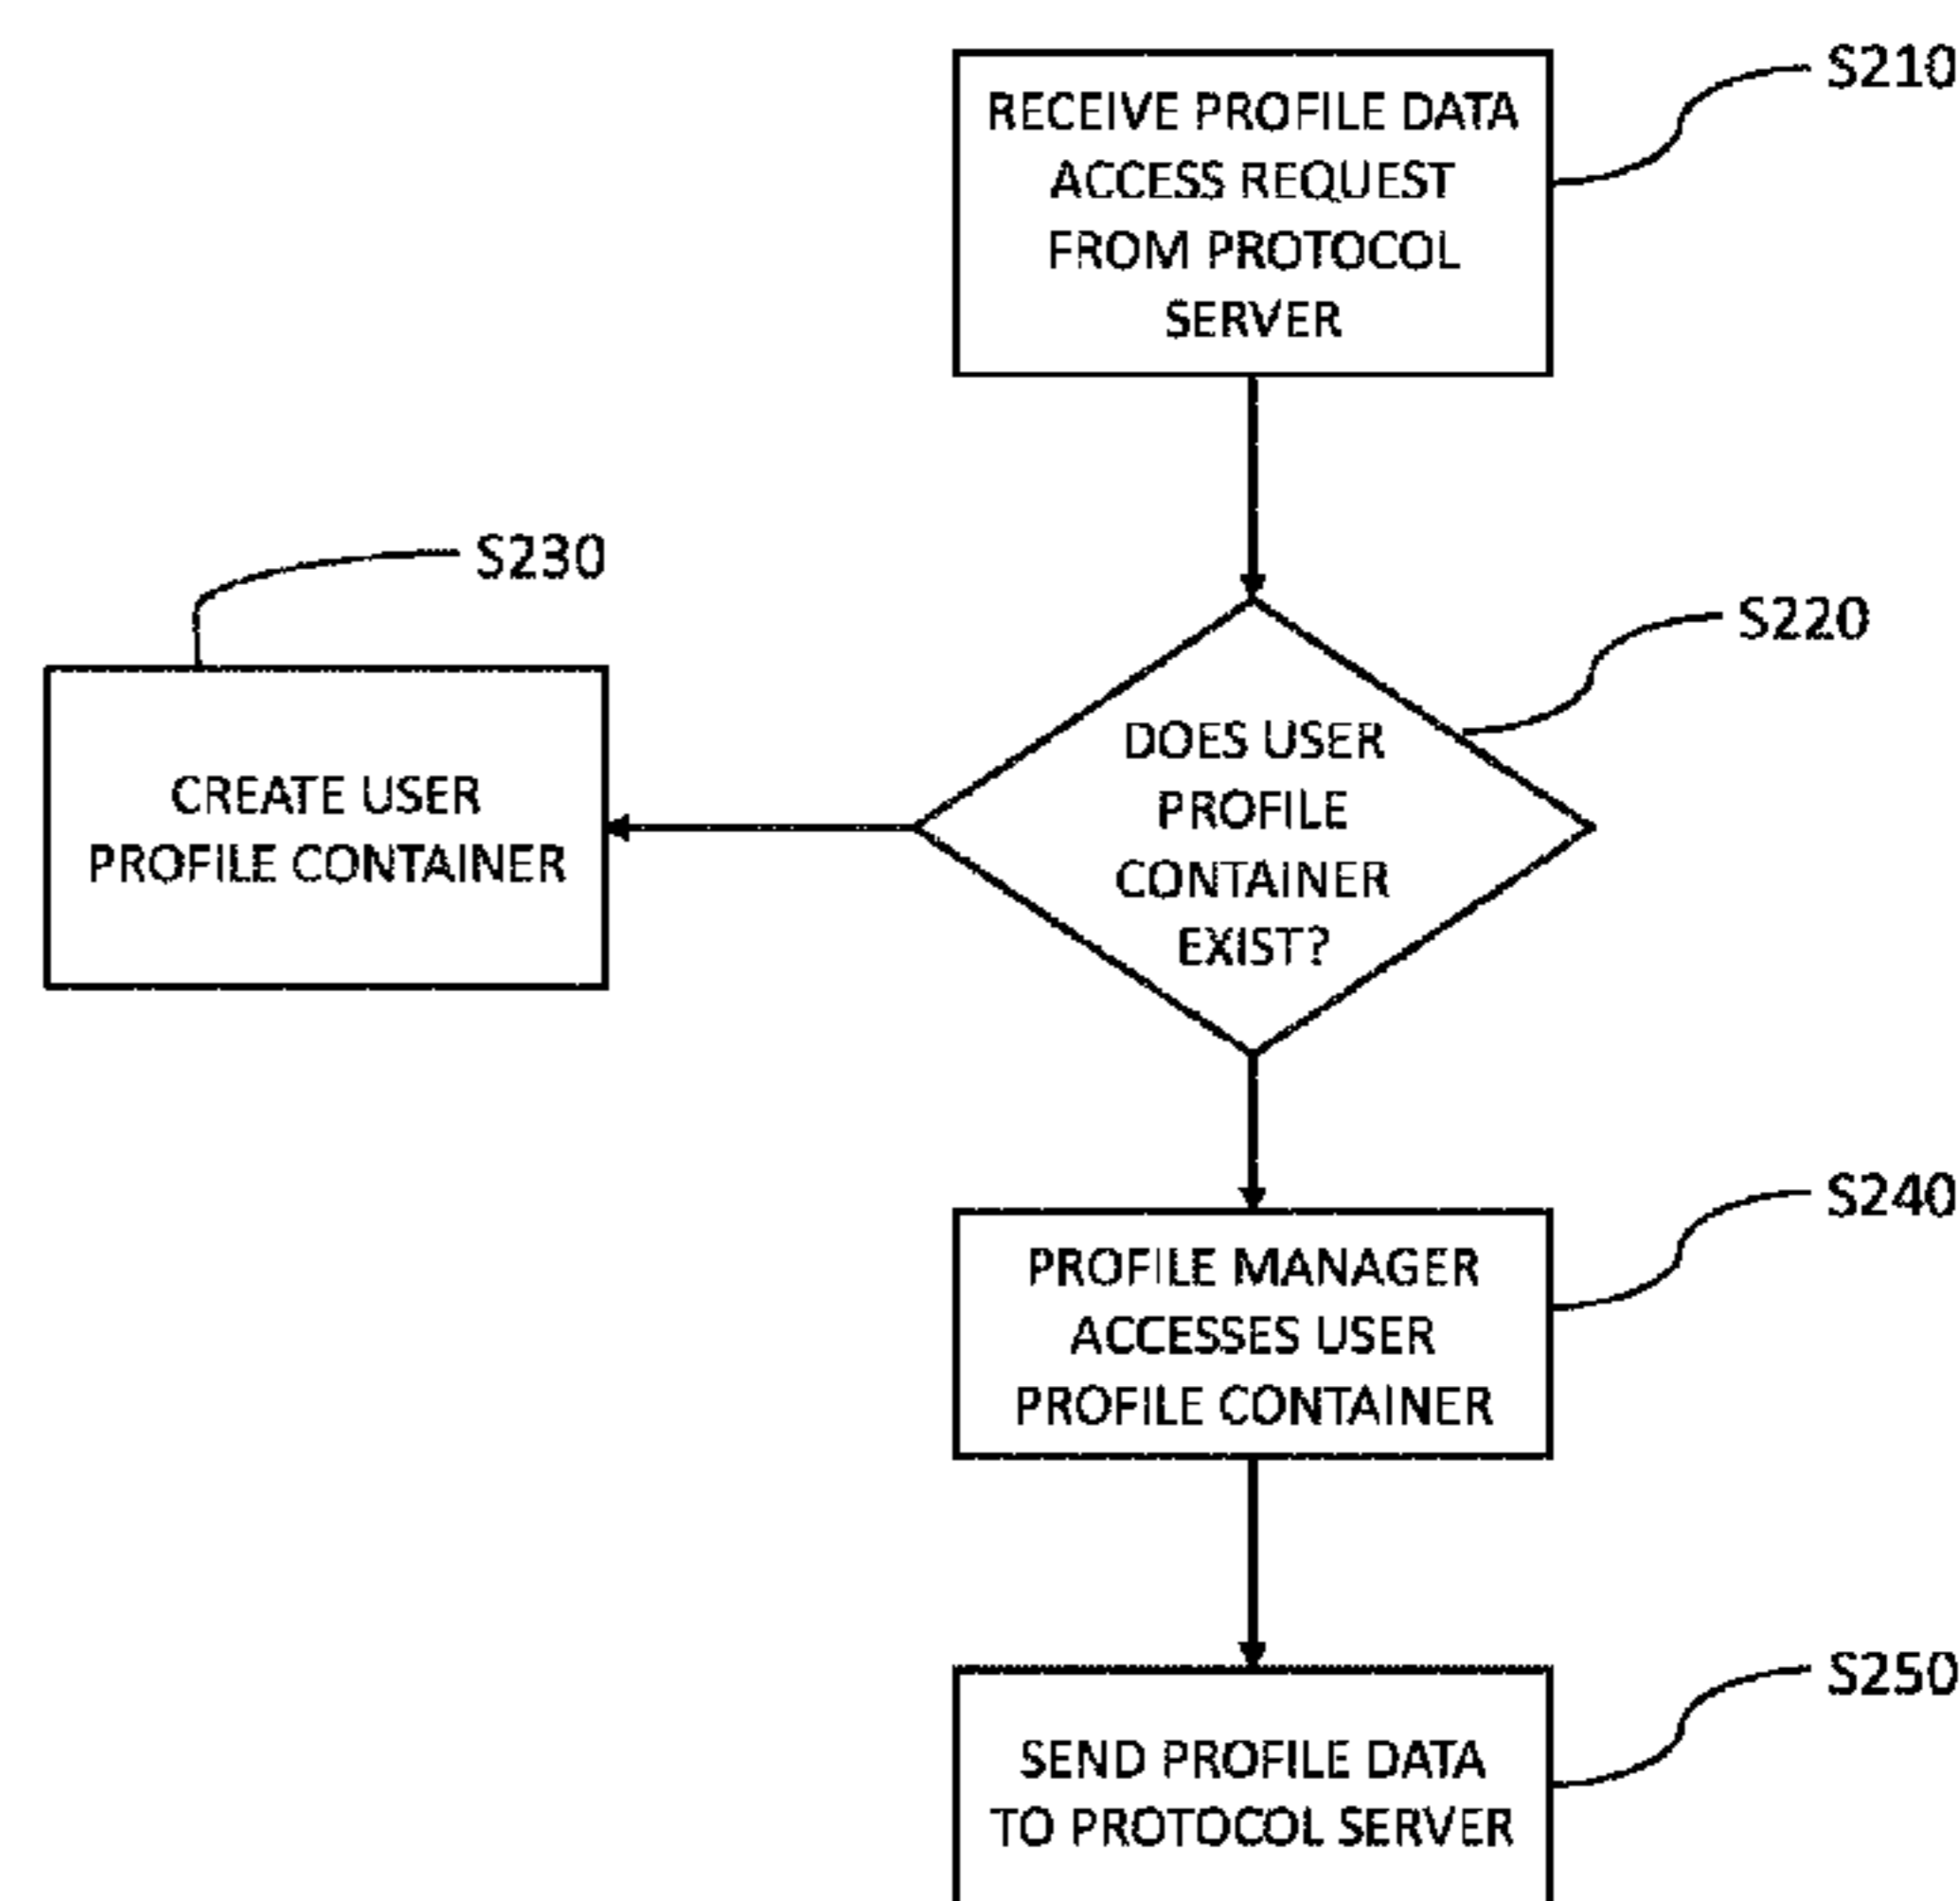 S210
RECEIVE PROFILE DATA
ACCESS REQUEST
FROM PROTOCOL
SERVER
S230
S220
CREATE USER
PROFILE CONTAINER
DOES USER
PROFILE
CONTAINER
EXIST?
S240
PROFILE MANAGER
ACCESSES USER
PROFILE CONTAINER
S250
SEND PROFILE DATA
TO PROTOCOL SERVER